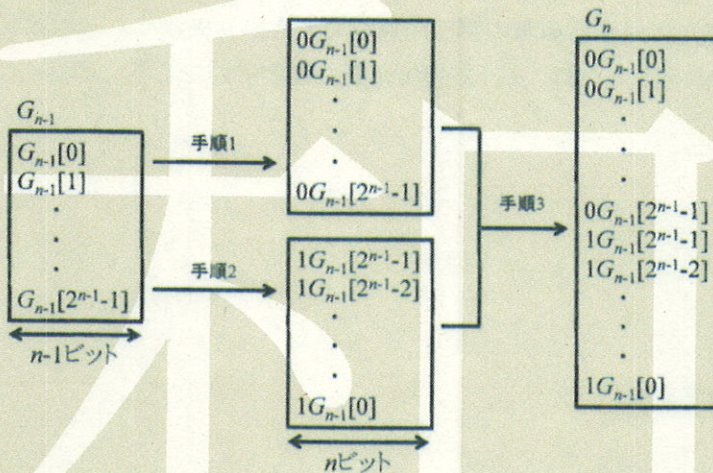 G_{n-1}
G_{n-1}[0]
G_{n-1}[1]
.
.
.
G_{n-1}[2^{n-1}-1]
n-1ビット
手順1
手順2
0G_{n-1}[0]
0G_{n-1}[1]
.
.
.
0G_{n-1}[2^{n-1}-1]
1G_{n-1}[2^{n-1}-1]
1G_{n-1}[2^{n-1}-2]
.
.
.
1G_{n-1}[0]
nビット
手順3
G_n
0G_{n-1}[0]
0G_{n-1}[1]
.
.
.
0G_{n-1}[2^{n-1}-1]
1G_{n-1}[2^{n-1}-1]
1G_{n-1}[2^{n-1}-2]
.
.
.
1G_{n-1}[0]